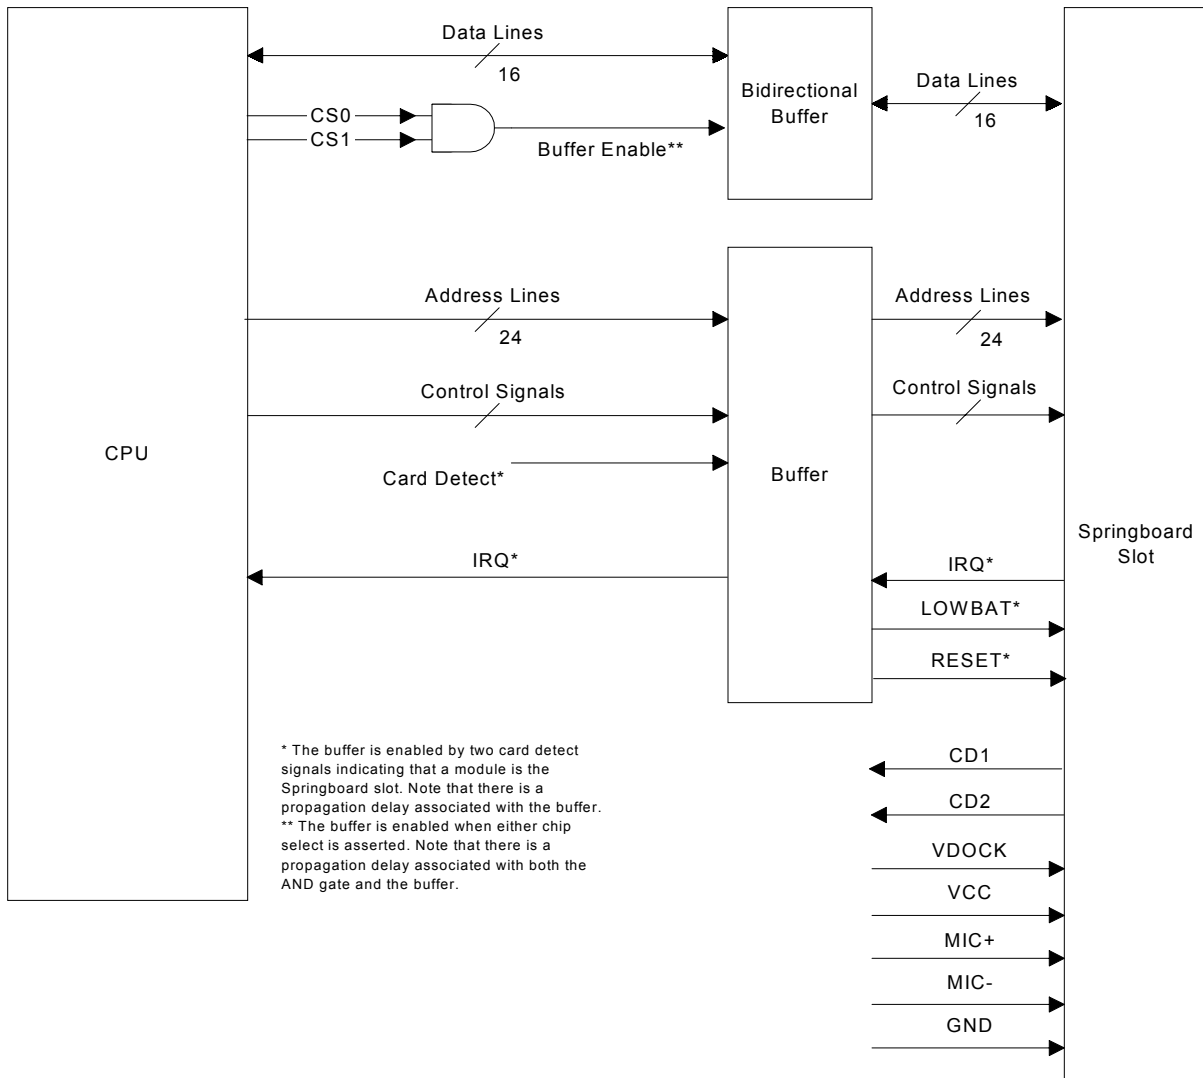 Data Lines
16
Bidirectional
Buffer
Data Lines
16
CS0
CS1
Buffer Enable**
Address Lines
24
Address Lines
24
Control Signals
Control Signals
CPU
Card Detect*
Buffer
Springboard
Slot
IRQ*
IRQ*
LOWBAT*
RESET*
* The buffer is enabled by two card detect
signals indicating that a module is the
Springboard slot. Note that there is a
propagation delay associated with the buffer.
** The buffer is enabled when either chip
select is asserted. Note that there is a
propagation delay associated with both the
AND gate and the buffer.
CD1
CD2
VDOCK
VCC
MIC+
MIC-
GND